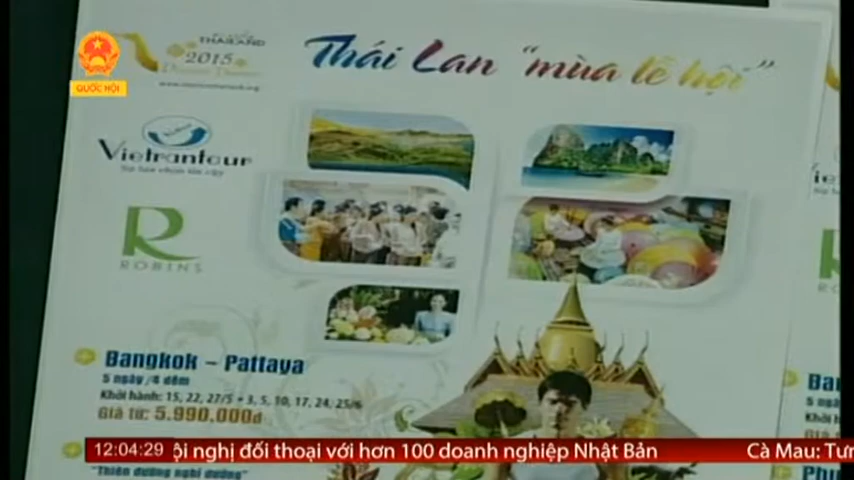 THAILAND
2015
QUỐC HỘI
Thái Lan "mùa lễ hội"
Vietrantour
ROBINS
Bangkok – Pattaya
5 ngày /4 đêm
Khởi hành: 15, 22, 27/5 + 3, 5, 10, 17, 24, 25/6
Giá từ: 5.990.000đ
"Thiên đường nghỉ dưỡng"
12:04:29
ội nghị đối thoại với hơn 100 doanh nghiệp Nhật Bản
Cà Mau: Tưn